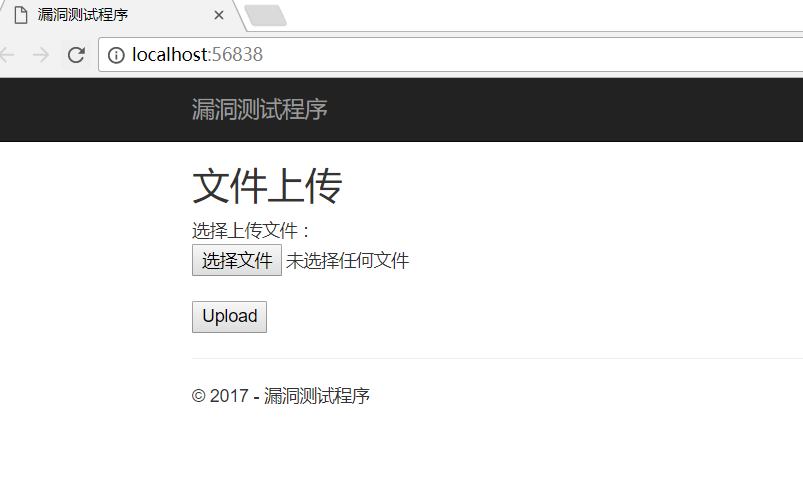 漏洞测试程序
localhost:56838
漏洞测试程序
文件上传
选择上传文件：
选择文件 未选择任何文件
Upload
© 2017 - 漏洞测试程序